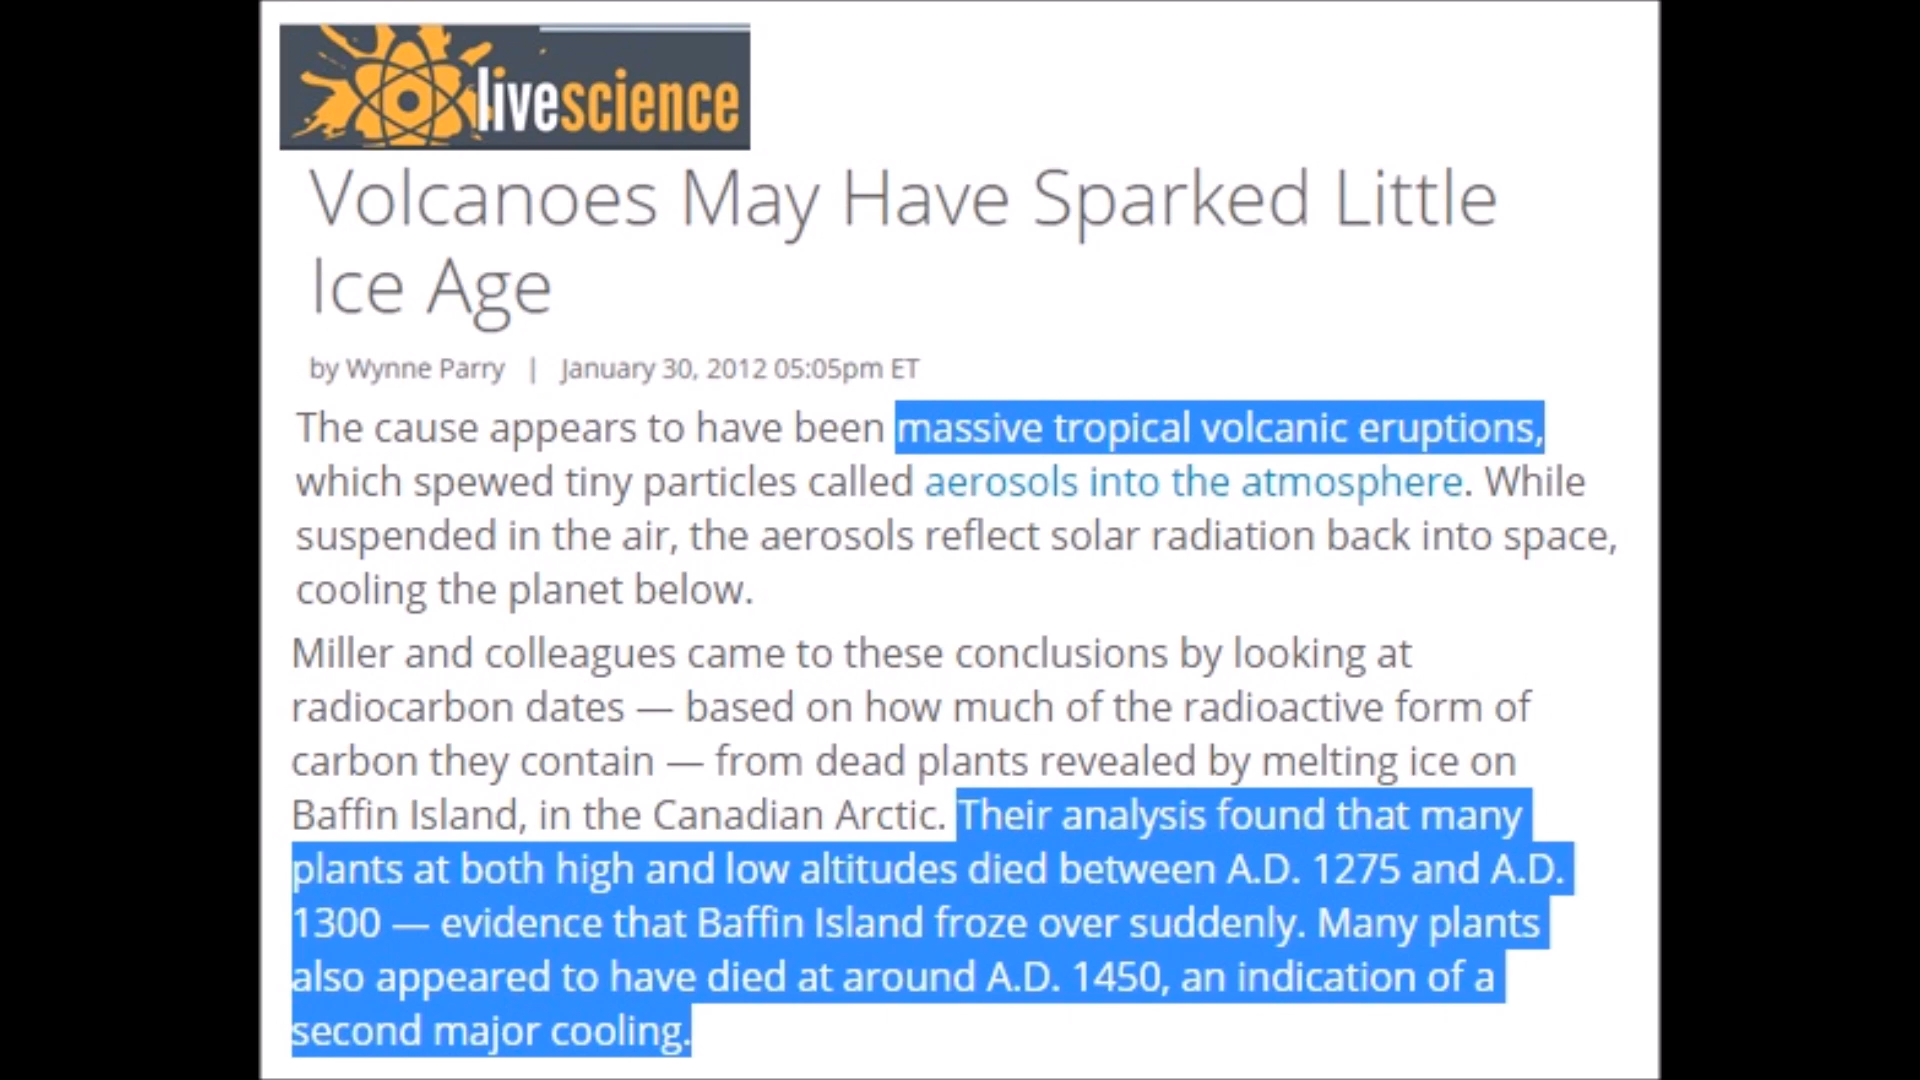 livescience
Volcanoes May Have Sparked Little
Ice Age
by Wynne Parry | January 30, 2012 05:05pm ET
The cause appears to have been massive tropical volcanic eruptions,
which spewed tiny particles called aerosols into the atmosphere. While
suspended in the air, the aerosols reflect solar radiation back into space,
cooling the planet below.
Miller and colleagues came to these conclusions by looking at
radiocarbon dates — based on how much of the radioactive form of
carbon they contain — from dead plants revealed by melting ice on
Baffin Island, in the Canadian Arctic. Their analysis found that many
plants at both high and low altitudes died between A.D. 1275 and A.D.
1300 — evidence that Baffin Island froze over suddenly. Many plants
also appeared to have died at around A.D. 1450, an indication of a
second major cooling.